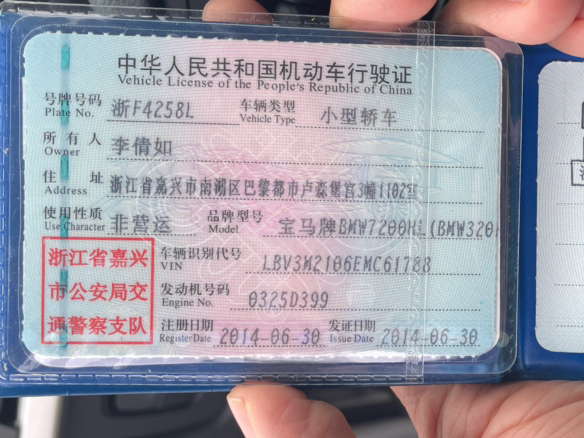 中华人民共和国机动车行驶证
Vehicle License of the People's Republic of China
号牌号码 Plate No. 浙F4258L 车辆类型 Vehicle Type 小型轿车
所有人 Owner 李倩如
住址 Address 浙江省嘉兴市南湖区巴黎都市卢森堡宫3幢1102室
使用性质 Use Character 非营运 品牌型号 Model 宝马牌BMW7200HL(BMW320
浙江省嘉兴市公安局交通警察支队
车辆识别代号 VIN LBV3M2106EMC61788
发动机号码 Engine No. 0325D399
注册日期 Register Date 2014-06-30 发证日期 Issue Date 2014-06-30